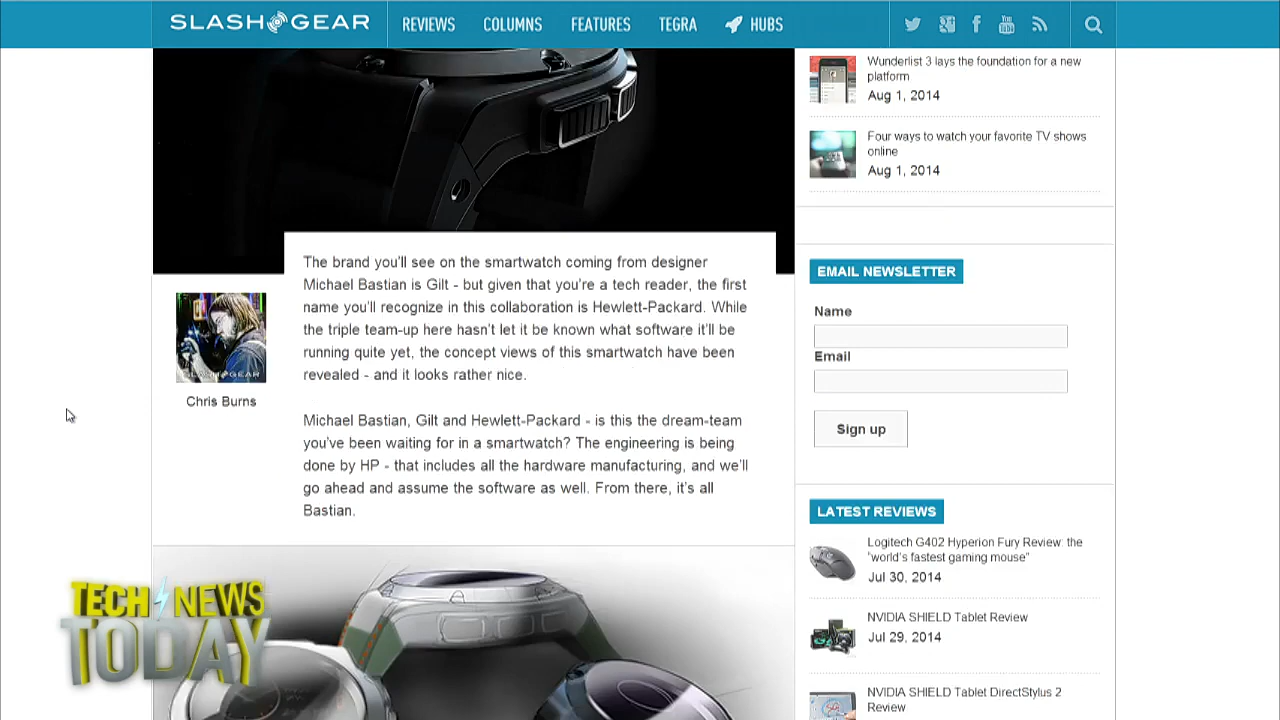 SLASHGEAR
REVIEWS
COLUMNS
FEATURES
TEGRA
HUBS
You
Tube
Wunderlist 3 lays the foundation for a new
platform
Aug 1, 2014
Four ways to watch your favorite TV shows
online
Aug 1, 2014
The brand you'll see on the smartwatch coming from designer
Michael Bastian is Gilt - but given that you're a tech reader, the first
name you'll recognize in this collaboration is Hewlett-Packard. While
the triple team-up here hasn't let it be known what software it'll be
running quite yet, the concept views of this smartwatch have been
revealed - and it looks rather nice.
SLASHGEAR
Chris Burns
Michael Bastian, Gilt and Hewlett-Packard - is this the dream-team
you've been waiting for in a smartwatch? The engineering is being
done by HP - that includes all the hardware manufacturing, and we'll
go ahead and assume the software as well. From there, it's all
Bastian.
EMAIL NEWSLETTER
Name
Email
Sign up
LATEST REVIEWS
Logitech G402 Hyperion Fury Review: the
"world's fastest gaming mouse"
Jul 30, 2014
NVIDIA SHIELD Tablet Review
Jul 29, 2014
NVIDIA SHIELD Tablet DirectStylus 2
Review
TECH NEWS
TODAY